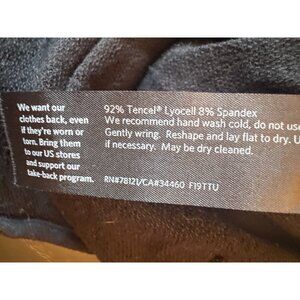 We want our
clothes back, even
if they're worn or
torn. Bring them
to our US stores
and support our
take-back program.
92% Tencel® Lyocell 8% Spandex
We recommend hand wash cold, do not use
Gently wring. Reshape and lay flat to dry. U
if necessary. May be dry cleaned.
RN#78121/CA#34460 F19TTU